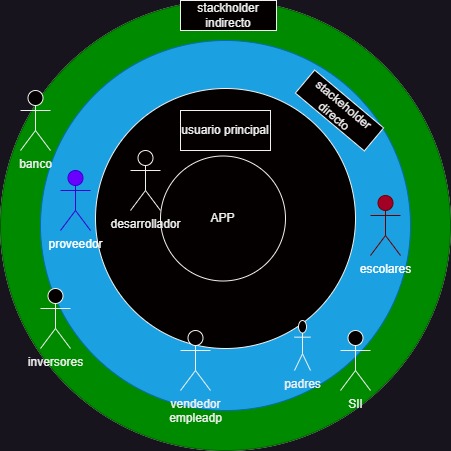 stackholder
indirecto
stackeholder
directo
banco
usuario principal
desarrollador
APP
proveedor
escolares
inversores
padres
vendedor
empleadp
SII